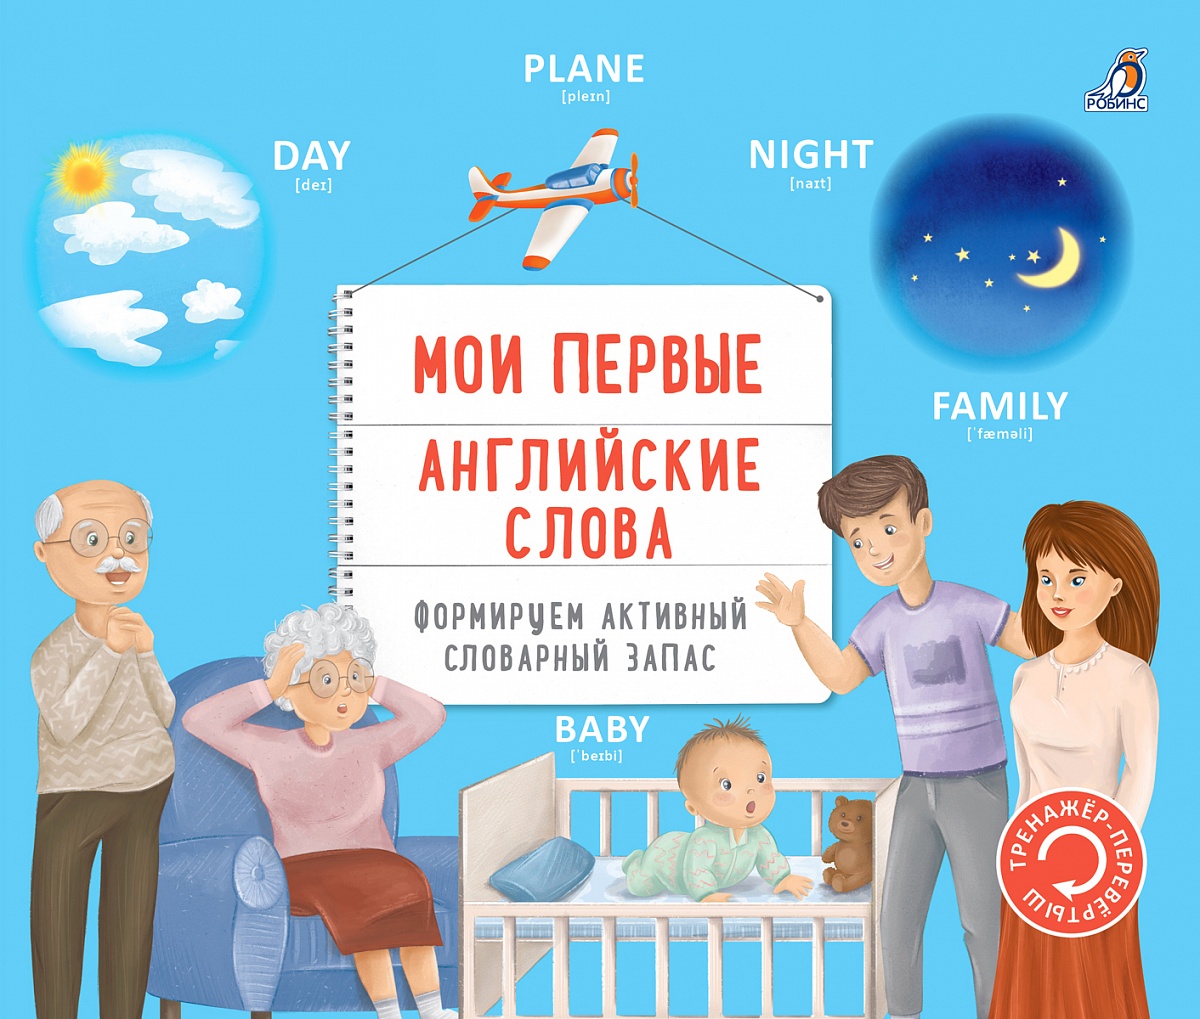 PLANE
[pleɪn]
РОБИНС
DAY
[deɪ]
NIGHT
[naɪt]
МОИ ПЕРВЫЕ
АНГЛИЙСКИЕ
СЛОВА
ФОРМИРУЕМ АКТИВНЫЙ
СЛОВАРНЫЙ ЗАПАС
FAMILY
[ˈfæməli]
BABY
[ˈbeɪbi]
ТРЕНАЖЁР-ПЕРЕВЁРТЫШ